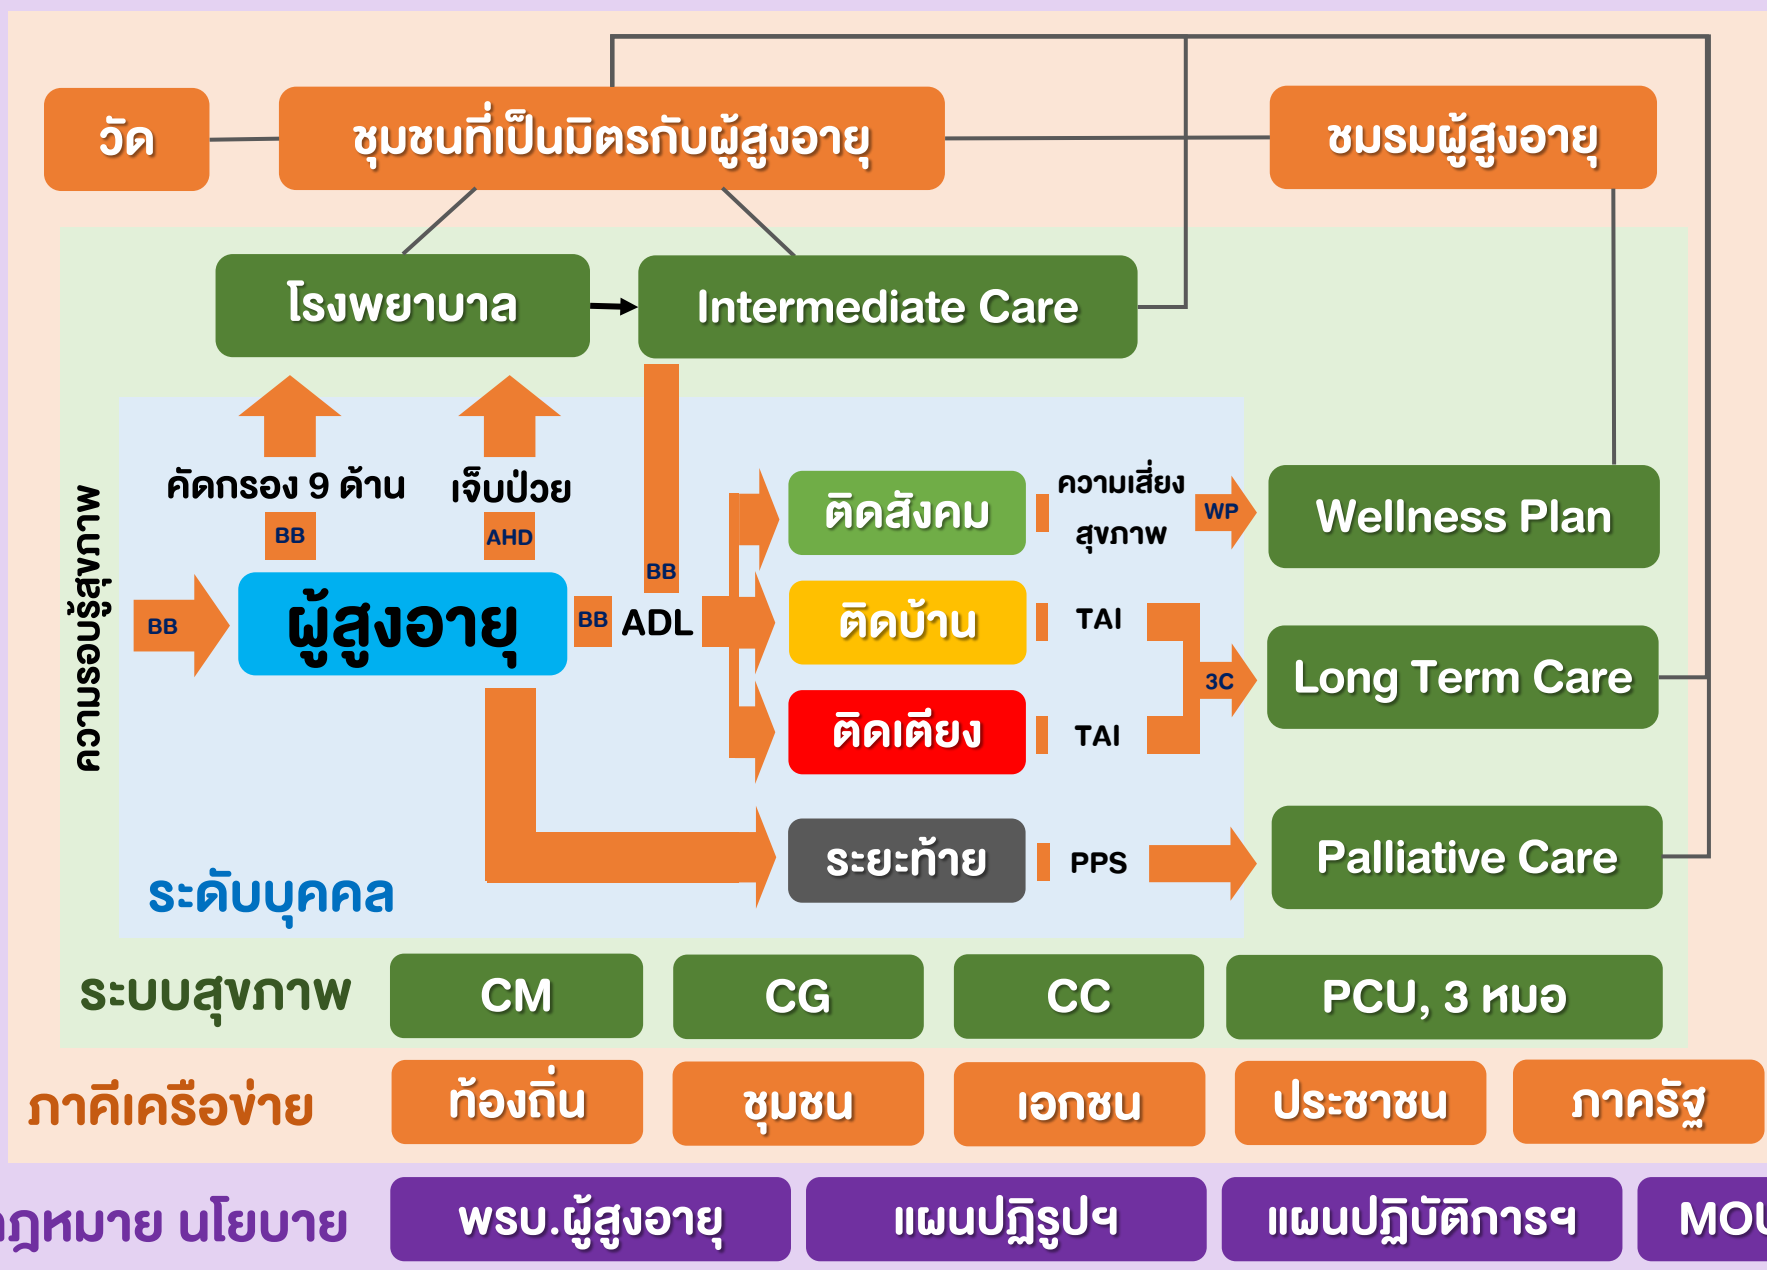 วัด
ชุมชนที่เป็นมิตรกับผู้สูงอายุ
ชมรมผู้สูงอายุ
โรงพยาบาล
Intermediate Care
ความรอบรู้สุขภาพ
คัดกรอง 9 ด้าน
เจ็บป่วย
BB
AHD
BB
ผู้สูงอายุ
BB
ADL
BB
ติดสังคม
ความเสี่ยง
สุขภาพ
WP
Wellness Plan
ติดบ้าน
TAI
3C
Long Term Care
ติดเตียง
TAI
ระยะท้าย
PPS
Palliative Care
ระดับบุคคล
ระบบสุขภาพ
CM
CG
CC
PCU, 3 หมอ
ภาคีเครือข่าย
ท้องถิ่น
ชุมชน
เอกชน
ประชาชน
ภาครัฐ
กฎหมาย นโยบาย
พรบ.ผู้สูงอายุ
แผนปฏิรูปฯ
แผนปฏิบัติการฯ
MOU